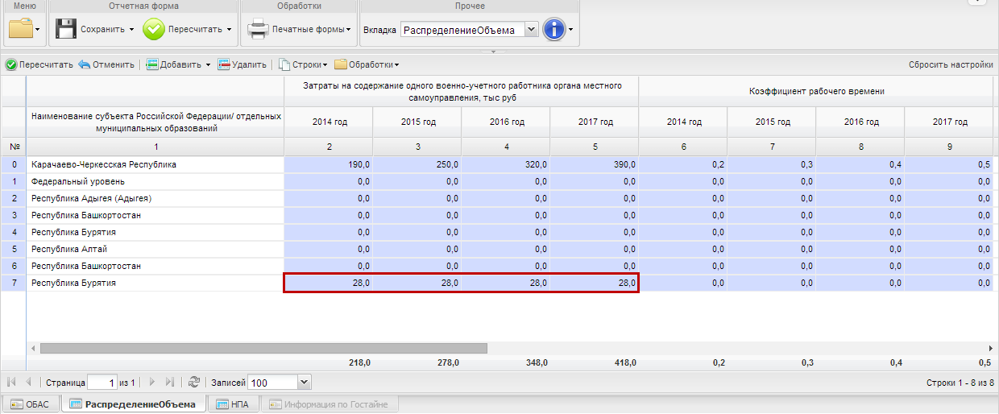 Меню Отчетная форма Обработки Прочее
Сохранить Пересчитать Печатные формы Вкладка РаспределениеОбъема
Пересчитать Отменить Добавить Удалить Строки Обработки Сбросить настройки
Затраты на содержание одного военно-учетного работника органа местного
самоуправления, тыс руб
Коэффициент рабочего времени
Наименование субъекта Российской Федерации/ отдельных
муниципальных образований
2014 год 2015 год 2016 год 2017 год 2014 год 2015 год 2016 год 2017 год
№ 1 2 3 4 5 6 7 8 9
0 Карачаево-Черкесская Республика 190,0 250,0 320,0 390,0 0,2 0,3 0,4 0,5
1 Федеральный уровень 0,0 0,0 0,0 0,0 0,0 0,0 0,0 0,0
2 Республика Адыгея (Адыгея) 0,0 0,0 0,0 0,0 0,0 0,0 0,0 0,0
3 Республика Башкортостан 0,0 0,0 0,0 0,0 0,0 0,0 0,0 0,0
4 Республика Бурятия 0,0 0,0 0,0 0,0 0,0 0,0 0,0 0,0
5 Республика Алтай 0,0 0,0 0,0 0,0 0,0 0,0 0,0 0,0
6 Республика Башкортостан 0,0 0,0 0,0 0,0 0,0 0,0 0,0 0,0
7 Республика Бурятия 28,0 28,0 28,0 28,0 0,0 0,0 0,0 0,0
218,0 278,0 348,0 418,0 0,2 0,3 0,4 0,5
Страница 1 из 1 Записей 100 Строки 1 - 8 из 8
ОБАС РаспределениеОбъема НПА Информация по Гостайне